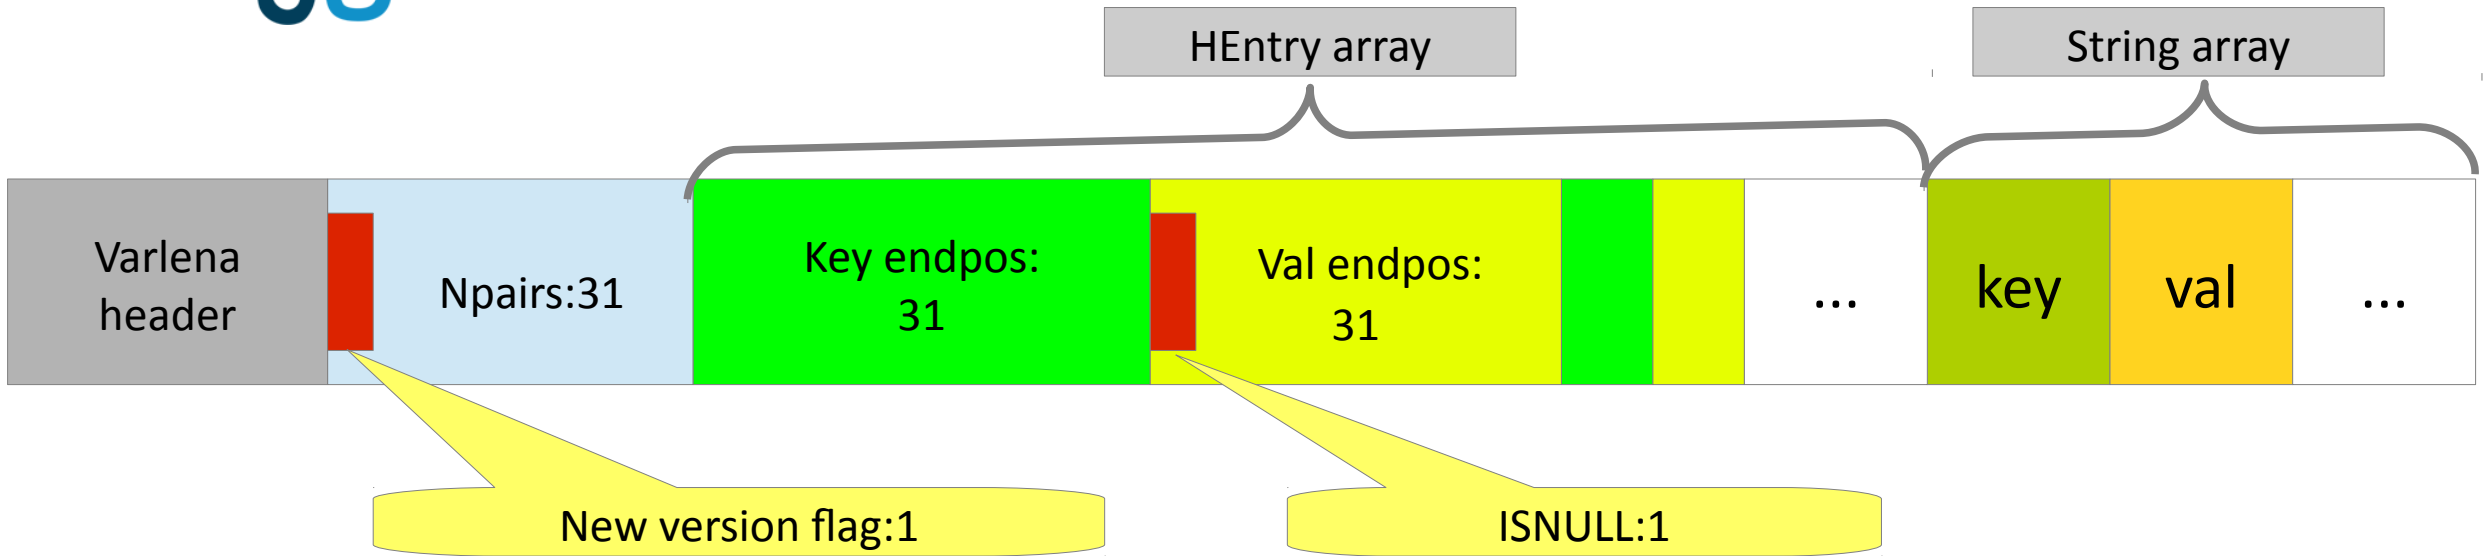 HEntry array
String array
Varlena
header
Npairs:31
Key endpos:
31
Val endpos:
31
...
key
val
...
New version flag:1
ISNULL:1